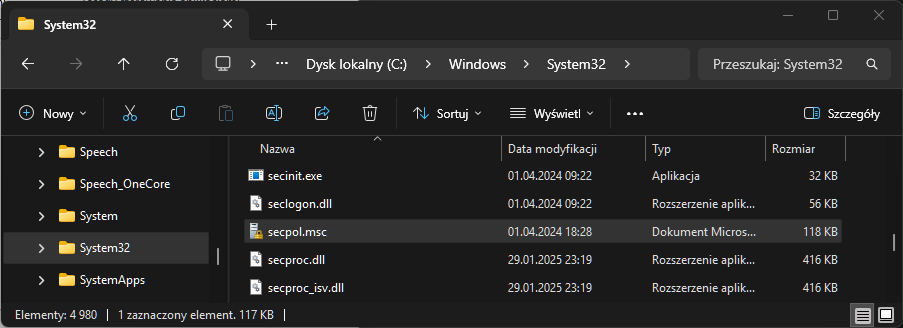 System32
Dysk lokalny (C:) Windows System32 Przeszukaj: System32
Nowy Sortuj Wyświetl Szczegóły
Nazwa Data modyfikacji Typ Rozmiar
Speech
Speech_OneCore
System
System32
SystemApps
secinit.exe 01.04.2024 09:22 Aplikacja 32 KB
seclogon.dll 01.04.2024 09:22 Rozszerzenie aplik... 56 KB
secpol.msc 01.04.2024 18:28 Dokument Micros... 118 KB
secproc.dll 29.01.2025 23:19 Rozszerzenie aplik... 416 KB
secproc_isv.dll 29.01.2025 23:19 Rozszerzenie aplik... 416 KB
Elementy: 4 980 1 zaznaczony element. 117 KB